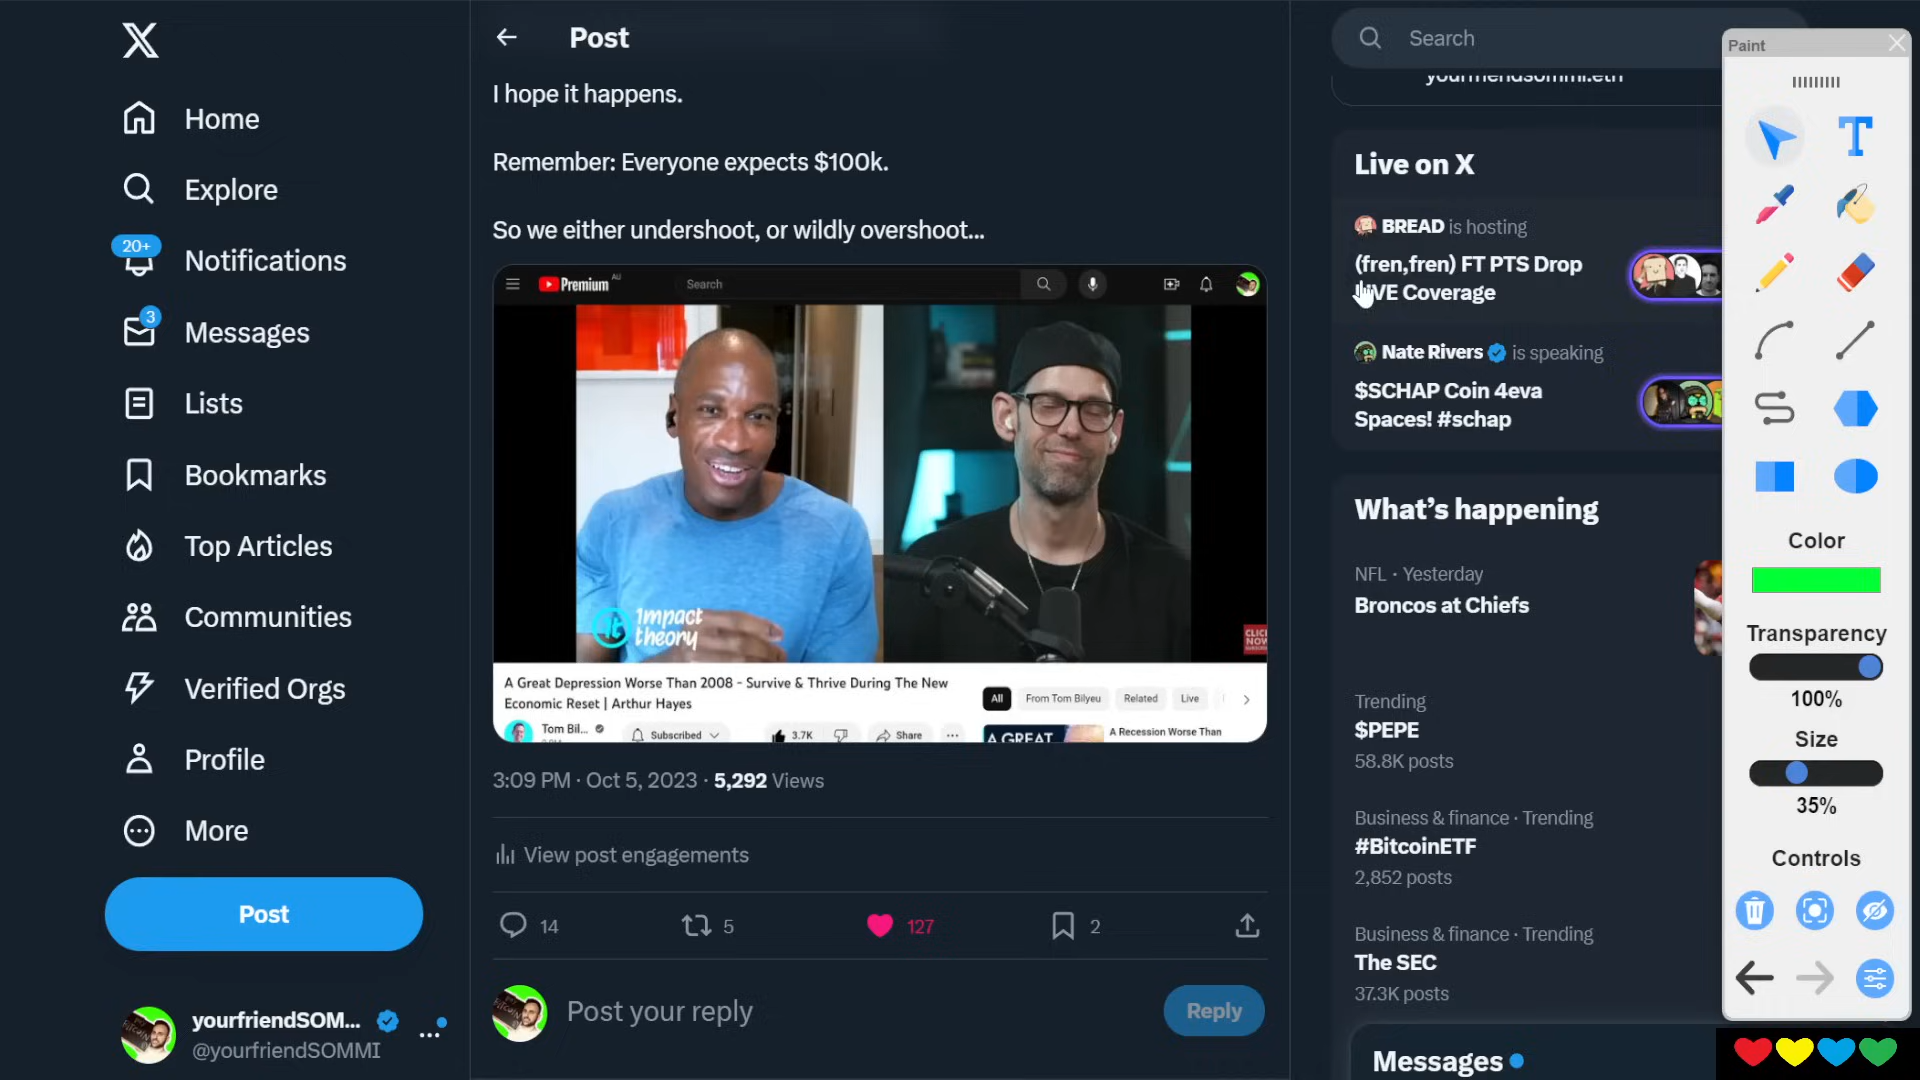 Home
Explore
20+
Notifications
3
Messages
Lists
Bookmarks
Top Articles
Communities
Verified Orgs
Profile
More
Post
yourfriendSOM...
@yourfriendSOMMI
Post
I hope it happens.
Remember: Everyone expects $100k.
So we either undershoot, or wildly overshoot...
Premium AU
Search
1mpact
theory
CLICK
NOW
A Great Depression Worse Than 2008 - Survive & Thrive During The New
Economic Reset | Arthur Hayes
All
From Tom Bilyeu
Related
Live
Tom Bil...
Subscribed
3.7K
Share
A GREAT
A Recession Worse Than
3:09 PM · Oct 5, 2023 · 5,292 Views
View post engagements
14
5
127
2
Post your reply
Reply
Search
yourfriendsommi.eth
Live on X
BREAD is hosting
(fren,fren) FT PTS Drop
LIVE Coverage
Nate Rivers is speaking
$SCHAP Coin 4eva
Spaces! #schap
What's happening
NFL · Yesterday
Broncos at Chiefs
Trending
$PEPE
58.8K posts
Business & finance · Trending
#BitcoinETF
2,852 posts
Business & finance · Trending
The SEC
37.3K posts
Messages
Paint
T
Color
Transparency
100%
Size
35%
Controls